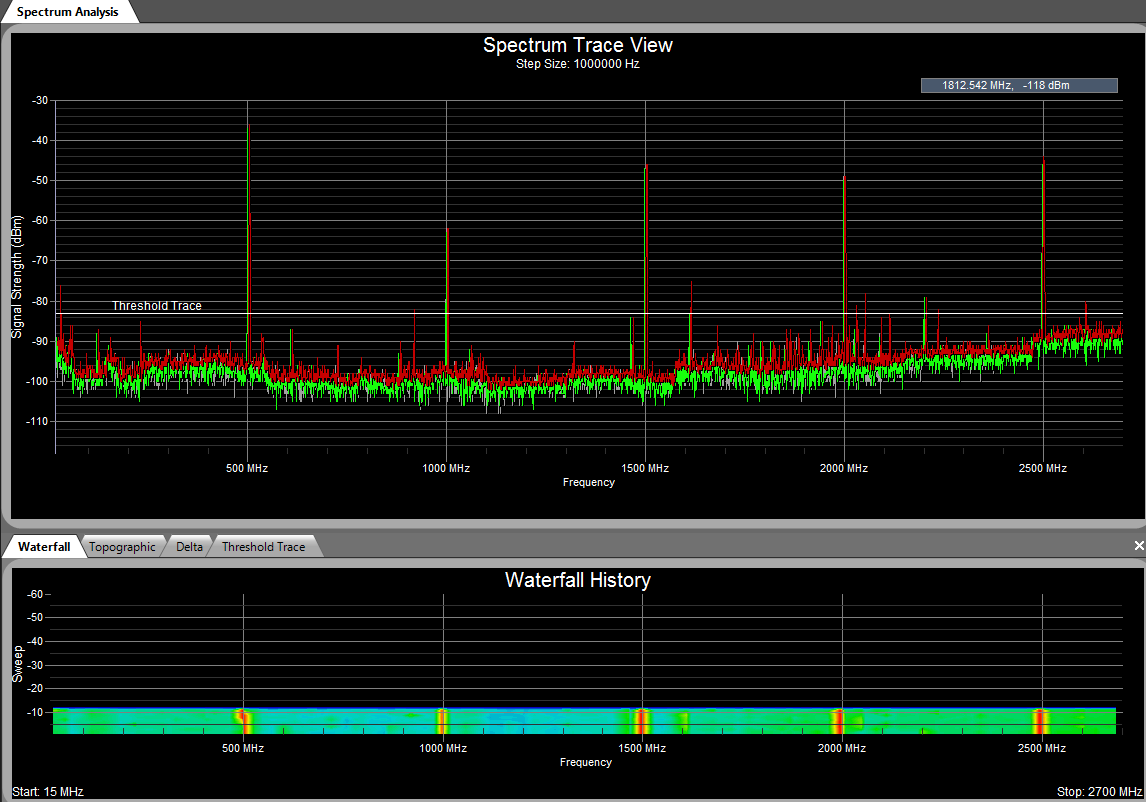 Spectrum Analysis
Spectrum Trace View
Step Size: 1000000 Hz
1812.542 MHz, -118 dBm
-30
-40
-50
-60
-70
-80
-90
-100
-110
Signal Strength (dBm)
Threshold Trace
500 MHz
1000 MHz
1500 MHz
2000 MHz
2500 MHz
Frequency
Waterfall
Topographic
Delta
Threshold Trace
Waterfall History
-60
-50
-40
-30
-20
-10
Sweep
500 MHz
1000 MHz
1500 MHz
2000 MHz
2500 MHz
Frequency
Start: 15 MHz
Stop: 2700 MHz